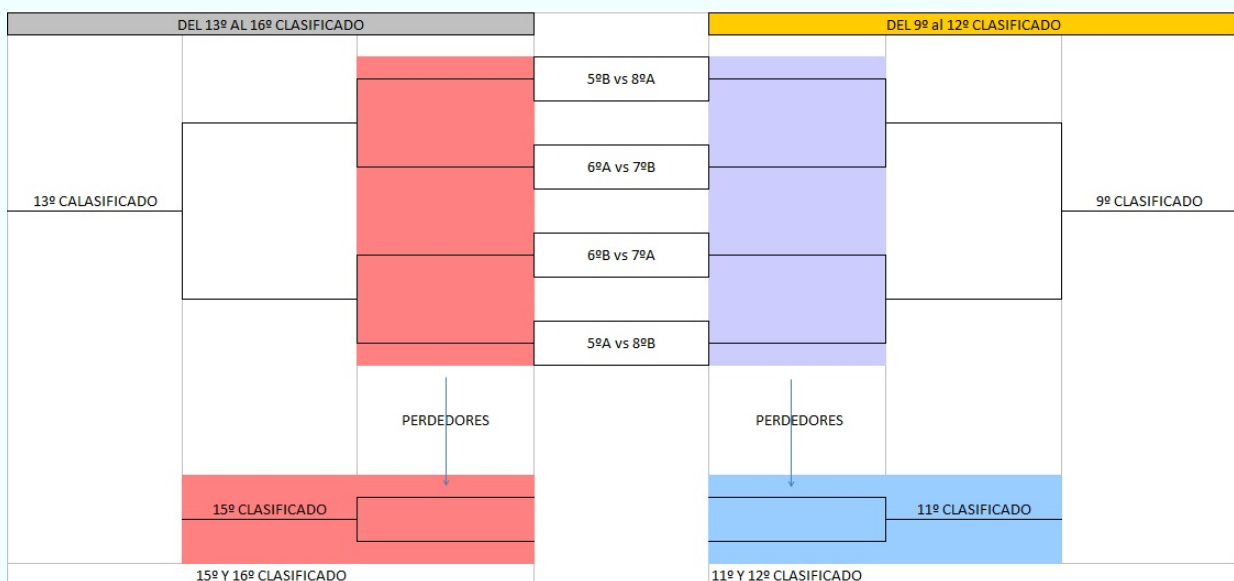 DEL 13º AL 16º CLASIFICADO
DEL 9º al 12º CLASIFICADO
5ºB vs 8ºA
6ºA vs 7ºB
13º CALASIFICADO
9º CLASIFICADO
6ºB vs 7ºA
5ºA vs 8ºB
PERDEDORES
PERDEDORES
15º CLASIFICADO
11º CLASIFICADO
15º Y 16º CLASIFICADO
11º Y 12º CLASIFICADO